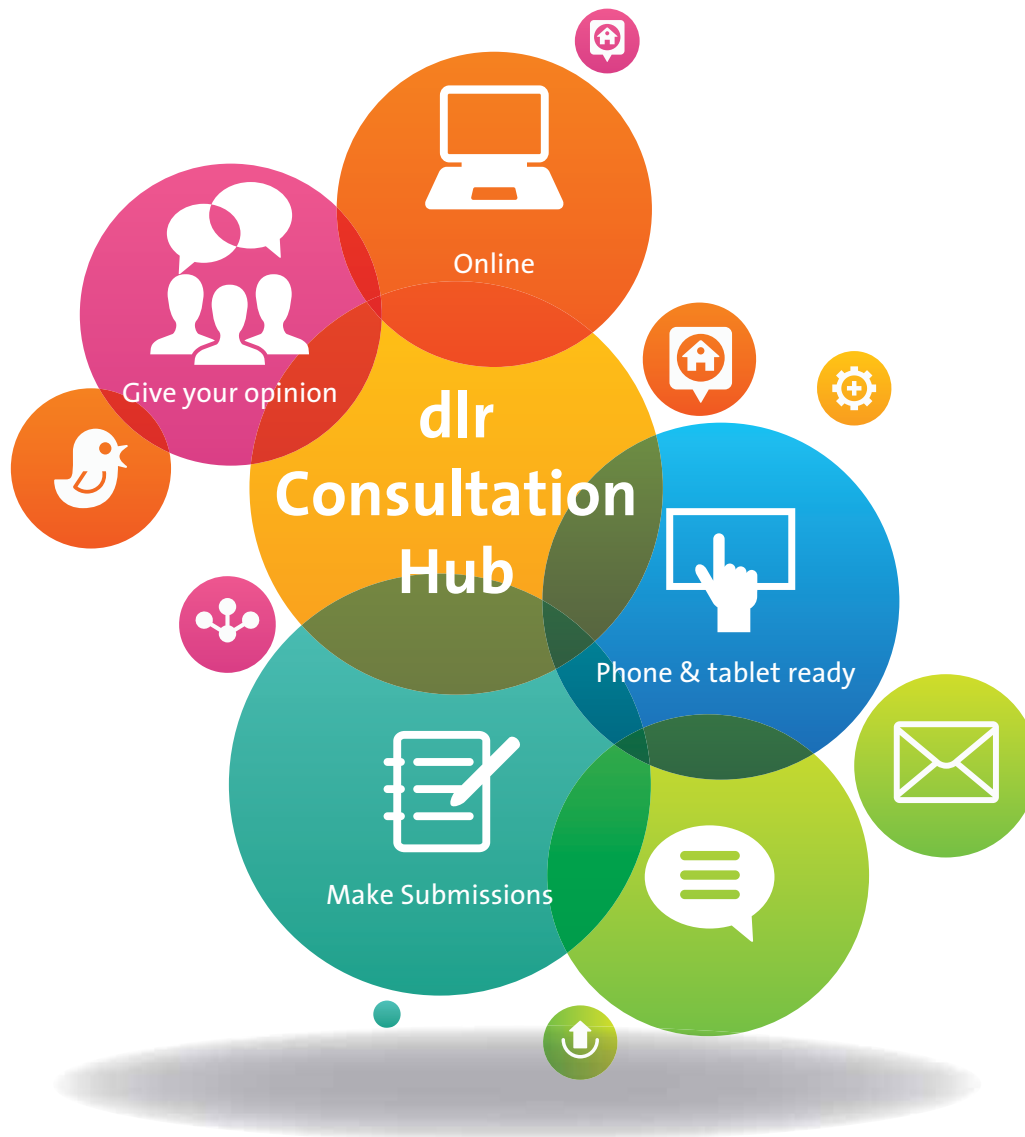 Online
Give your opinion
dlr
Consultation
Hub
Phone & tablet ready
Make Submissions